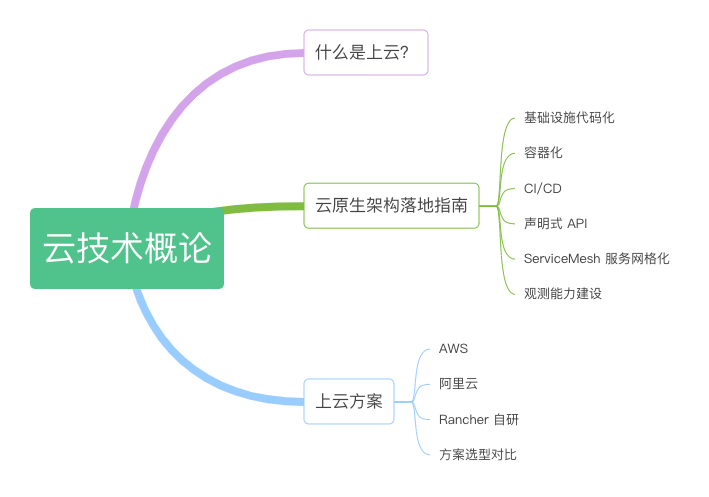 云技术概论
什么是上云?
云原生架构落地指南
基础设施代码化
容器化
CI/CD
声明式 API
ServiceMesh 服务网格化
观测能力建设
上云方案
AWS
阿里云
Rancher 自研
方案选型对比